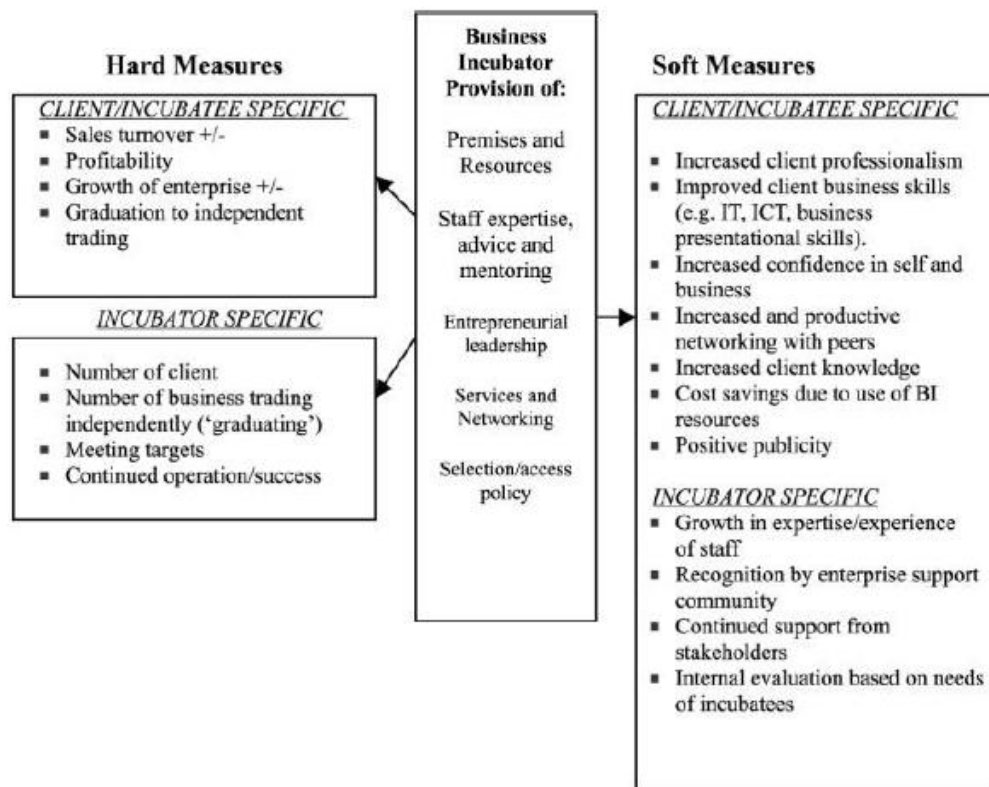 Hard Measures
CLIENT/INCUBATEE SPECIFIC
▪ Sales turnover +/-
▪ Profitability
▪ Growth of enterprise +/-
▪ Graduation to independent
trading
INCUBATOR SPECIFIC
▪ Number of client
▪ Number of business trading
independently (‘graduating’)
▪ Meeting targets
▪ Continued operation/success
Business
Incubator
Provision of:
Premises and
Resources
Staff expertise,
advice and
mentoring
Entrepreneurial
leadership
Services and
Networking
Selection/access
policy
Soft Measures
CLIENT/INCUBATEE SPECIFIC
▪ Increased client professionalism
▪ Improved client business skills
(e.g. IT, ICT, business
presentational skills).
▪ Increased confidence in self and
business
▪ Increased and productive
networking with peers
▪ Increased client knowledge
▪ Cost savings due to use of BI
resources
▪ Positive publicity
INCUBATOR SPECIFIC
▪ Growth in expertise/experience
of staff
▪ Recognition by enterprise support
community
▪ Continued support from
stakeholders
▪ Internal evaluation based on needs
of incubatees